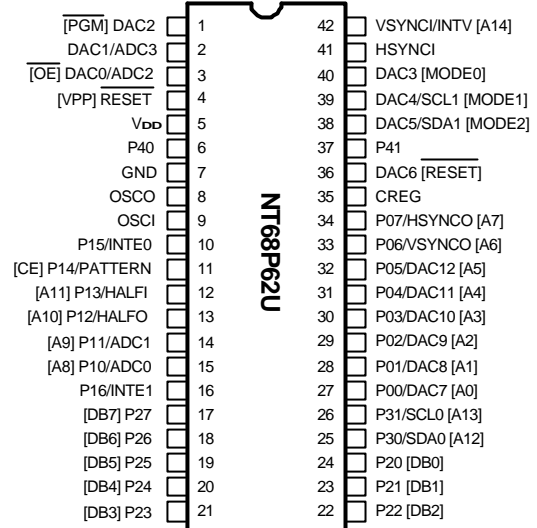 [PGM] DAC2 1 42 VSYNCI/INTV [A14]
DAC1/ADC3 2 41 HSYNCI
[OE] DAC0/ADC2 3 40 DAC3 [MODE0]
[VPP] RESET 4 39 DAC4/SCL1 [MODE1]
VDD 5 38 DAC5/SDA1 [MODE2]
P40 6 37 P41
GND 7 36 DAC6 [RESET]
OSCO 8 35 CREG
OSCI 9 34 P07/HSYNCO [A7]
P15/INTE0 10 33 P06/VSYNCO [A6]
[CE] P14/PATTERN 11 32 P05/DAC12 [A5]
[A11] P13/HALFI 12 31 P04/DAC11 [A4]
[A10] P12/HALFO 13 30 P03/DAC10 [A3]
[A9] P11/ADC1 14 29 P02/DAC9 [A2]
[A8] P10/ADC0 15 28 P01/DAC8 [A1]
P16/INTE1 16 27 P00/DAC7 [A0]
[DB7] P27 17 26 P31/SCL0 [A13]
[DB6] P26 18 25 P30/SDA0 [A12]
[DB5] P25 19 24 P20 [DB0]
[DB4] P24 20 23 P21 [DB1]
[DB3] P23 21 22 P22 [DB2]
NT68P62U